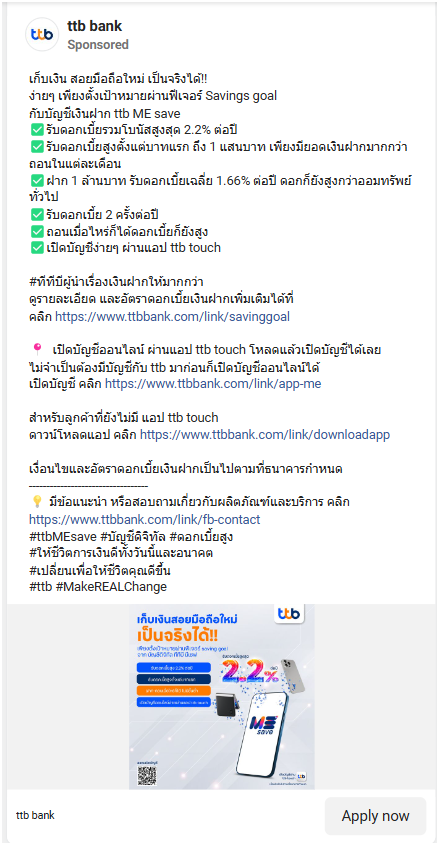 ttb bank
Sponsored
เก็บเงิน สอยมือถือใหม่ เป็นจริงได้!!
ง่ายๆ เพียงตั้งเป้าหมายผ่านฟีเจอร์ Savings goal
กับบัญชีเงินฝาก ttb ME save
✅รับดอกเบี้ยรวมโบนัสสูงสุด 2.2% ต่อปี
✅รับดอกเบี้ยสูงตั้งแต่บาทแรก ถึง 1 แสนบาท เพียงมียอดเงินฝากมากกว่า
ถอนในแต่ละเดือน
✅ ฝาก 1 ล้านบาท รับดอกเบี้ยเฉลี่ย 1.66% ต่อปี ดอกก็ยังสูงกว่าออมทรัพย์
ทั่วไป
✅รับดอกเบี้ย 2 ครั้งต่อปี
✅ถอนเมื่อไหร่ก็ได้ดอกเบี้ยก็ยังสูง
✅เปิดบัญชีง่ายๆ ผ่านแอป ttb touch
#ทีทีบีผู้นำเรื่องเงินฝากให้มากกว่า
ดูรายละเอียด และอัตราดอกเบี้ยเงินฝากเพิ่มเติมได้ที่
คลิก https://www.ttbbank.com/link/savinggoal
📍 เปิดบัญชีออนไลน์ ผ่านแอป ttb touch โหลดแล้วเปิดบัญชีได้เลย
ไม่จำเป็นต้องมีบัญชีกับ ttb มาก่อนก็เปิดบัญชีออนไลน์ได้
เปิดบัญชี คลิก https://www.ttbbank.com/link/app-me
สำหรับลูกค้าที่ยังไม่มี แอป ttb touch
ดาวน์โหลดแอป คลิก https://www.ttbbank.com/link/downloadapp
เงื่อนไขและอัตราดอกเบี้ยเงินฝากเป็นไปตามที่ธนาคารกำหนด
---------------------------------
💡 มีข้อแนะนำ หรือสอบถามเกี่ยวกับผลิตภัณฑ์และบริการ คลิก
https://www.ttbbank.com/link/fb-contact
#ttbMEsave #บัญชีดิจิทัล #ดอกเบี้ยสูง
#ให้ชีวิตการเงินดีทั้งวันนี้และอนาคต
#เปลี่ยนเพื่อให้ชีวิตคุณดีขึ้น
#ttb #MakeREALChange
เก็บเงินสอยมือถือใหม่
เป็นจริงได้!!
เพียงตั้งเป้าหมายผ่านฟีเจอร์ saving goal
ttb
2.2%
ME
save
ttb bank
Apply now